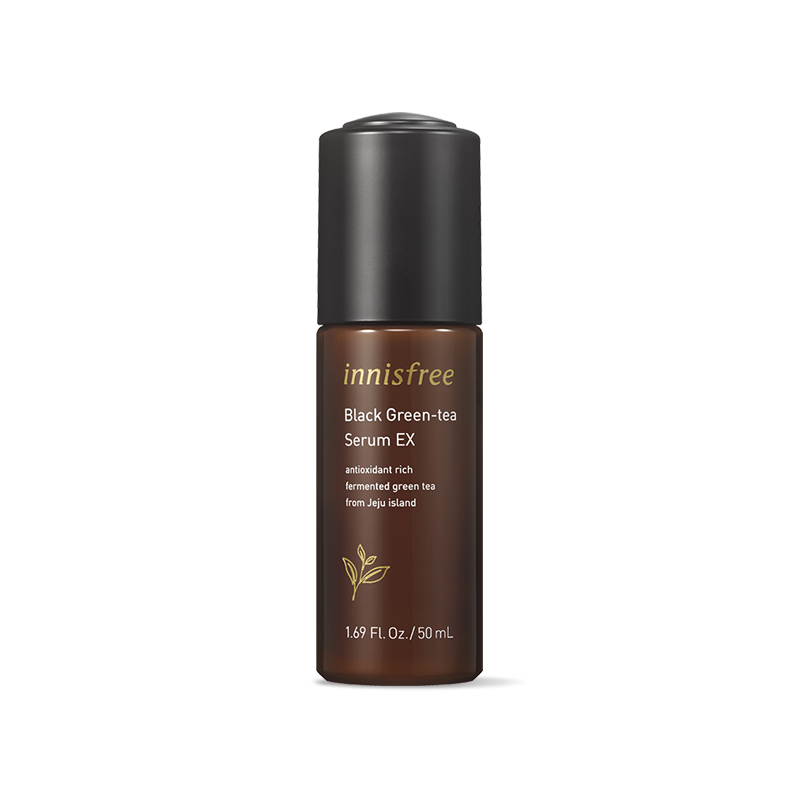 innisfree
Black Green-tea
Serum EX
antioxidant rich
fermented green tea
from Jeju island
1.69 Fl. Oz./50 mL